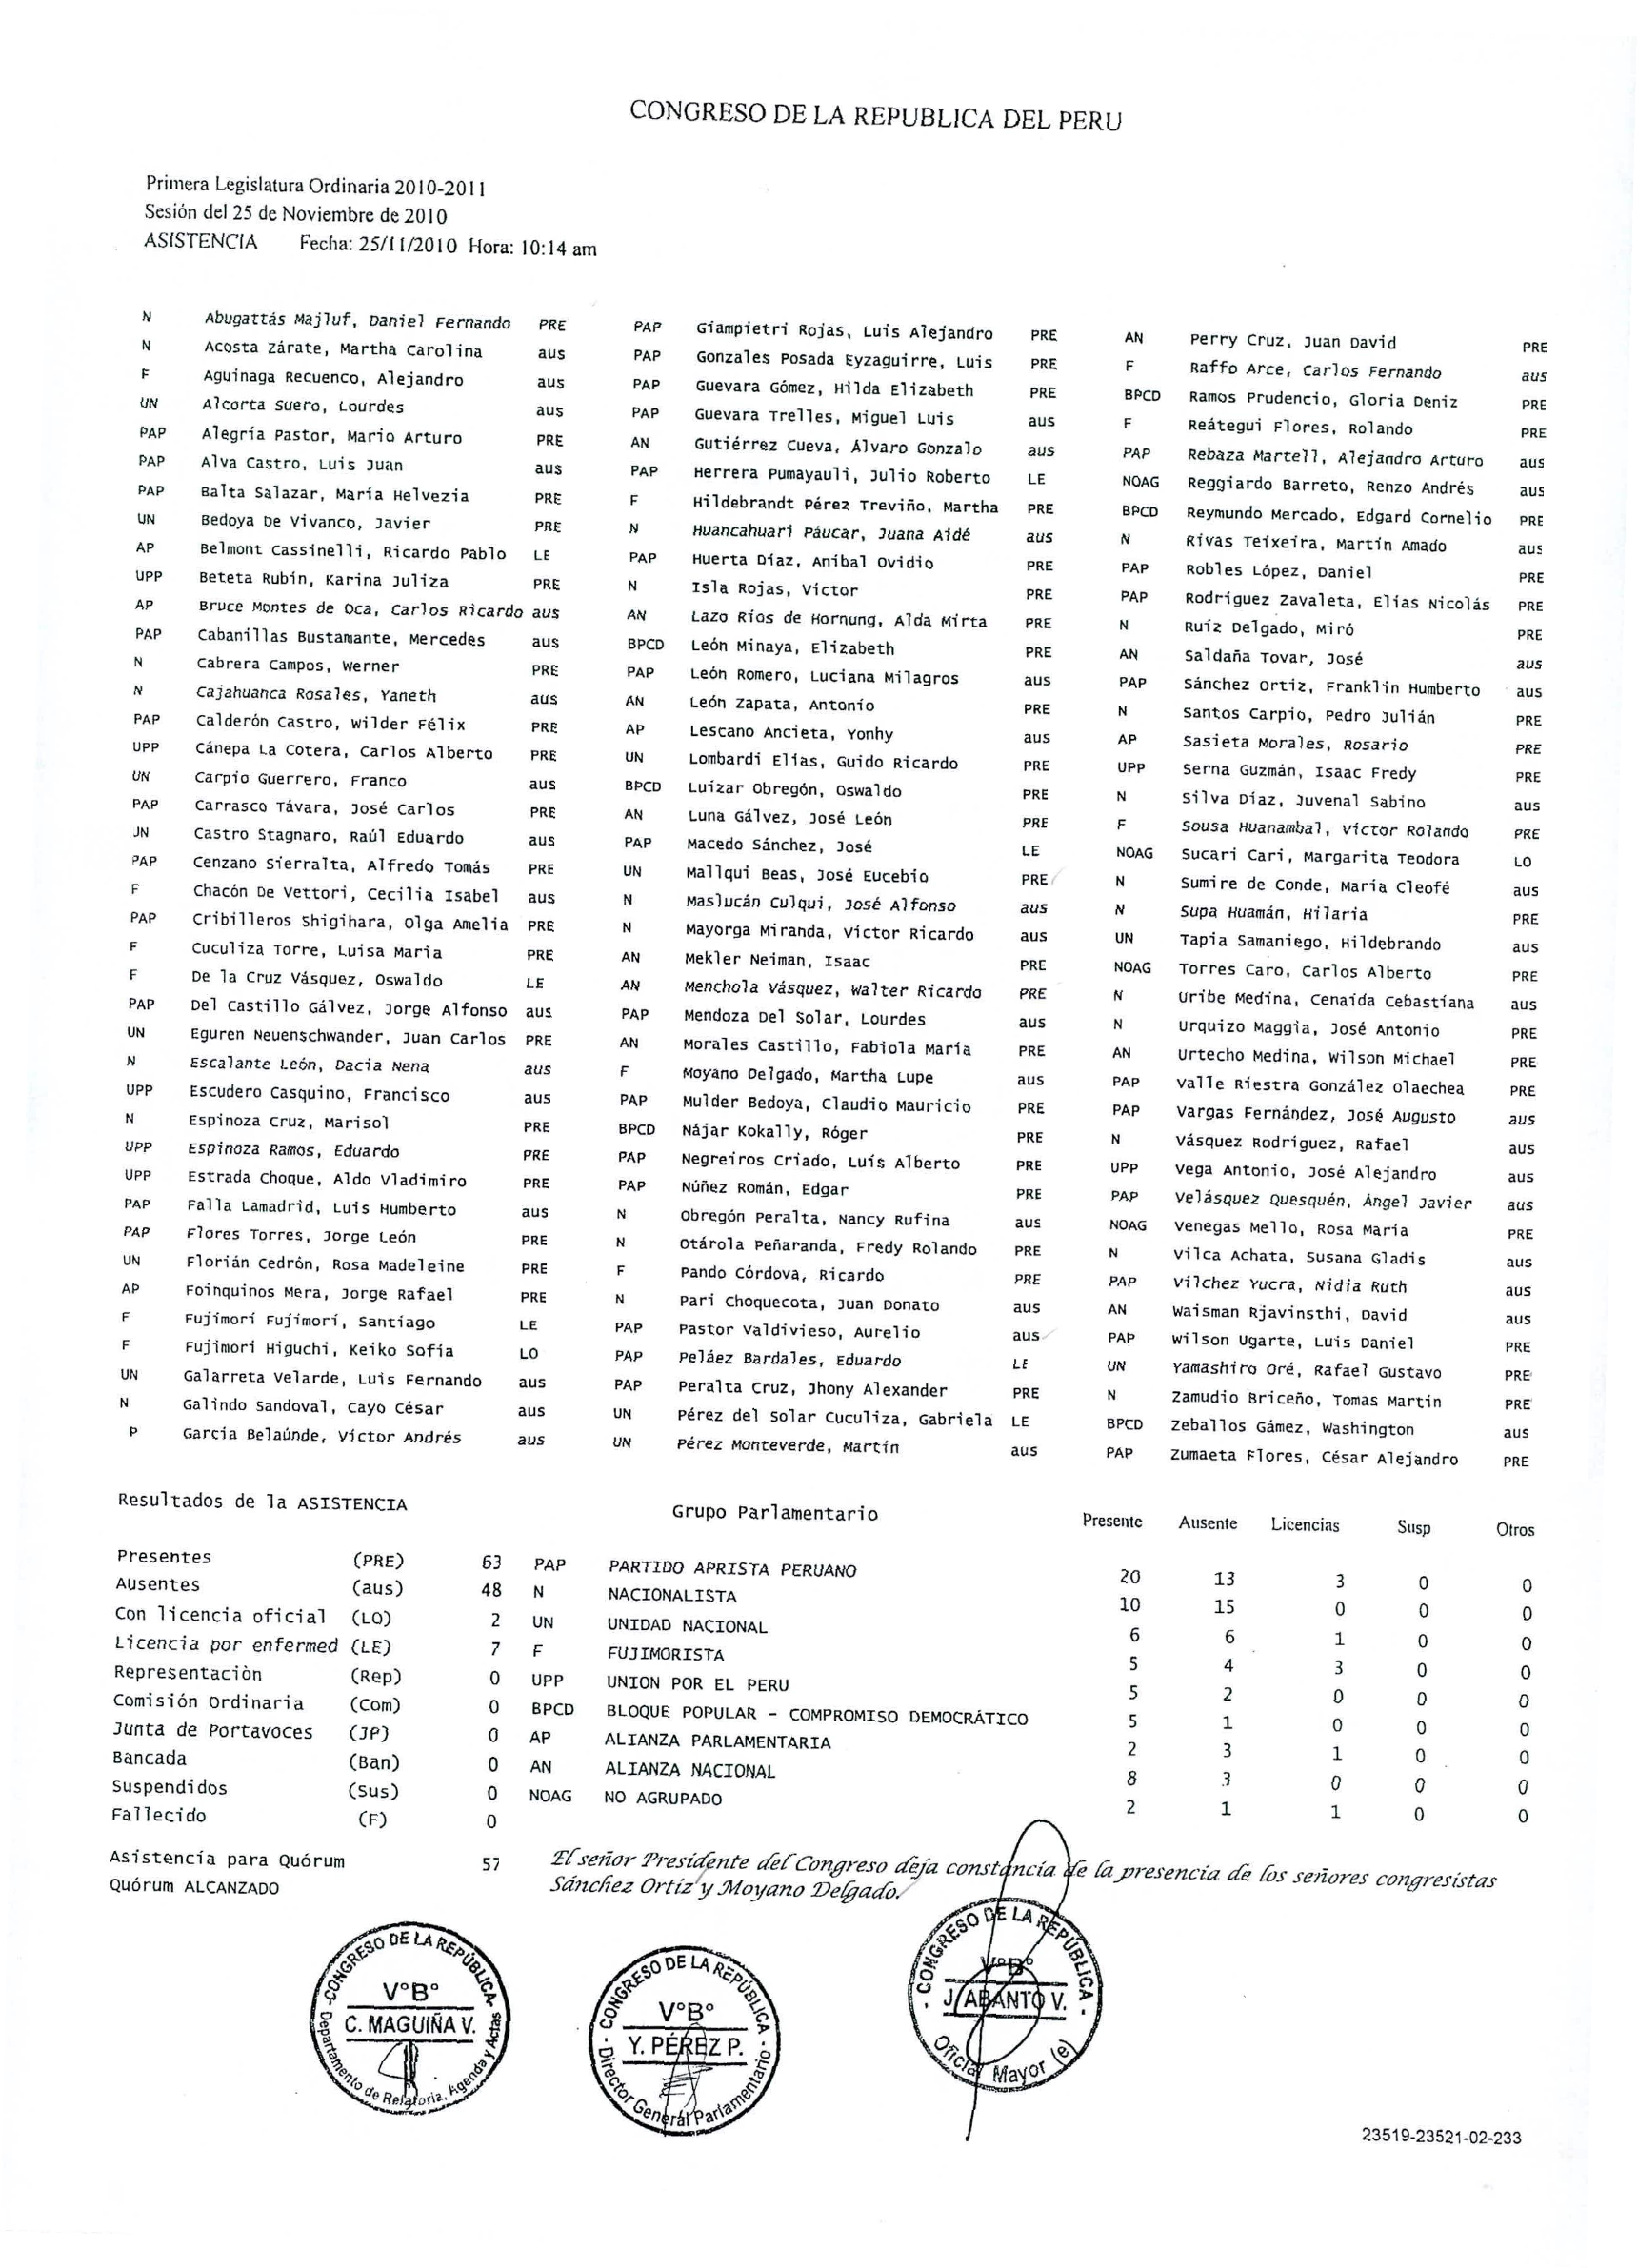 CONGRESO DE LA REPUBLICA DEL PERU
Primera Legislatura Ordinaria 2010-2011
Sesión del 25 de Noviembre de 2010
ASISTENCIA Fecha: 25/11/2010 Hora: 10:14 am
N Abugattás Majluf, Daniel Fernando PRE
N Acosta Zárate, Martha Carolina aus
F Aguinaga Recuenco, Alejandro aus
UN Alcorta Suero, Lourdes aus
PAP Alegría Pastor, Mario Arturo PRE
PAP Alva Castro, Luis Juan aus
PAP Balta Salazar, María Helvezia PRE
UN Bedoya De Vivanco, Javier PRE
AP Belmont Cassinelli, Ricardo Pablo LE
UPP Beteta Rubín, Karina Juliza PRE
AP Bruce Montes de Oca, Carlos Ricardo aus
PAP Cabanillas Bustamante, Mercedes aus
N Cabrera Campos, Werner PRE
N Cajahuanca Rosales, Yaneth aus
PAP Calderón Castro, Wilder Félix PRE
UPP Cánepa La Cotera, Carlos Alberto PRE
UN Carpio Guerrero, Franco aus
PAP Carrasco Távara, José Carlos PRE
UN Castro Stagnaro, Raúl Eduardo aus
PAP Cenzano Sierralta, Alfredo Tomás PRE
F Chacón De Vettori, Cecilia Isabel aus
PAP Cribilleros Shigihara, Olga Amelia PRE
F Cuculiza Torre, Luisa Maria PRE
F De la Cruz Vásquez, Oswaldo LE
PAP Del Castillo Gálvez, Jorge Alfonso aus
UN Eguren Neuenschwander, Juan Carlos PRE
N Escalante León, Dacia Nena aus
UPP Escudero Casquino, Francisco aus
N Espinoza Cruz, Marisol PRE
UPP Espinoza Ramos, Eduardo PRE
UPP Estrada Choque, Aldo Vladimiro PRE
PAP Falla Lamadrid, Luis Humberto aus
PAP Flores Torres, Jorge León PRE
UN Florián Cedrón, Rosa Madeleine PRE
AP Foinquinos Mera, Jorge Rafael PRE
F Fujimori Fujimori, Santiago LE
F Fujimori Higuchi, Keiko Sofía LO
UN Galarreta Velarde, Luis Fernando aus
N Galindo Sandoval, Cayo César aus
P García Belaúnde, Víctor Andrés aus
PAP Giampietri Rojas, Luis Alejandro PRE
PAP Gonzales Posada Eyzaguirre, Luis PRE
PAP Guevara Gómez, Hilda Elizabeth PRE
PAP Guevara Trelles, Miguel Luis aus
AN Gutiérrez Cueva, Álvaro Gonzalo aus
PAP Herrera Pumayauli, Julio Roberto LE
F Hildebrandt Pérez Treviño, Martha PRE
N Huancahuari Páucar, Juana Aidé aus
PAP Huerta Díaz, Aníbal Ovidio PRE
N Isla Rojas, Víctor PRE
AN Lazo Ríos de Hornung, Alda Mirta PRE
BPCD León Minaya, Elizabeth PRE
PAP León Romero, Luciana Milagros aus
AN León Zapata, Antonio PRE
AP Lescano Ancieta, Yonhy aus
UN Lombardi Elías, Guido Ricardo PRE
BPCD Luízar Obregón, Oswaldo PRE
AN Luna Gálvez, José León PRE
PAP Macedo Sánchez, José LE
UN Mallqui Beas, José Eucebio PRE
N Maslucán Culqui, José Alfonso aus
N Mayorga Miranda, Víctor Ricardo aus
AN Mekler Neiman, Isaac PRE
AN Menchola Vásquez, Walter Ricardo PRE
PAP Mendoza Del Solar, Lourdes aus
AN Morales Castillo, Fabiola María PRE
F Moyano Delgado, Martha Lupe aus
PAP Mulder Bedoya, Claudio Mauricio PRE
BPCD Nájar Kokally, Róger PRE
PAP Negreiros Criado, Luís Alberto PRE
PAP Núñez Román, Edgar PRE
N Obregón Peralta, Nancy Rufina aus
N Otárola Peñaranda, Fredy Rolando PRE
F Pando Córdova, Ricardo PRE
N Pari Choquecota, Juan Donato aus
PAP Pastor Valdivieso, Aurelio aus
PAP Peláez Bardales, Eduardo LE
PAP Peralta Cruz, Jhony Alexander PRE
UN Pérez del Solar Cuculiza, Gabriela LE
UN Pérez Monteverde, Martín aus
AN Perry Cruz, Juan David PRE
F Raffo Arce, Carlos Fernando aus
BPCD Ramos Prudencio, Gloria Deniz PRE
F Reátegui Flores, Rolando PRE
PAP Rebaza Martell, Alejandro Arturo aus
NOAG Reggiardo Barreto, Renzo Andrés aus
BPCD Reymundo Mercado, Edgard Cornelio PRE
N Rivas Teixeira, Martín Amado aus
PAP Robles López, Daniel PRE
PAP Rodríguez Zavaleta, Elías Nicolás PRE
N Ruíz Delgado, Miró PRE
AN Saldaña Tovar, José aus
PAP Sánchez Ortiz, Franklin Humberto aus
N Santos Carpio, Pedro Julián PRE
AP Sasieta Morales, Rosario PRE
UPP Serna Guzmán, Isaac Fredy PRE
N Silva Díaz, Juvenal Sabino aus
F Sousa Huanambal, Víctor Rolando PRE
NOAG Sucari Cari, Margarita Teodora LO
N Sumire de Conde, María Cleofé aus
N Supa Huamán, Hilaria PRE
UN Tapia Samaniego, Hildebrando aus
NOAG Torres Caro, Carlos Alberto PRE
N Uribe Medina, Cenaida Cebastiana aus
N Urquizo Maggia, José Antonio PRE
AN Urtecho Medina, Wilson Michael PRE
PAP Valle Riestra González Olaechea PRE
PAP Vargas Fernández, José Augusto aus
N Vásquez Rodríguez, Rafael aus
UPP Vega Antonio, José Alejandro aus
PAP Velásquez Quesquén, Ángel Javier aus
NOAG Venegas Mello, Rosa María PRE
N Vilca Achata, Susana Gladis aus
PAP Vilchez Yucra, Nidia Ruth aus
AN Waisman Rjavinsthi, David aus
PAP Wilson Ugarte, Luis Daniel PRE
UN Yamashiro Oré, Rafael Gustavo PRE
N Zamudio Briceño, Tomas Martín PRE
BPCD Zeballos Gámez, Washington aus
PAP Zumaeta Flores, César Alejandro PRE
Resultados de la ASISTENCIA Grupo Parlamentario Presente Ausente Licencias Susp Otros
Presentes (PRE) 63 PAP PARTIDO APRISTA PERUANO 20 13 3 0 0
Ausentes (aus) 48 N NACIONALISTA 10 15 0 0 0
Con licencia oficial (LO) 2 UN UNIDAD NACIONAL 6 6 1 0 0
Licencia por enfermed (LE) 7 F FUJIMORISTA 5 4 3 0 0
Representación (Rep) 0 UPP UNION POR EL PERU 5 2 0 0 0
Comisión Ordinaria (Com) 0 BPCD BLOQUE POPULAR - COMPROMISO DEMOCRÁTICO 5 1 0 0 0
Junta de Portavoces (JP) 0 AP ALIANZA PARLAMENTARIA 2 3 1 0 0
Bancada (Ban) 0 AN ALIANZA NACIONAL 8 3 0 0 0
Suspendidos (Sus) 0 NOAG NO AGRUPADO 2 1 1 0 0
Fallecido (F) 0
Asistencia para Quórum 57
Quórum ALCANZADO
El señor Presidente del Congreso deja constancia de la presencia de los señores congresistas
Sánchez Ortiz y Moyano Delgado.
CONGRESO DE LA REPÚBLICA
V°B°
C. MAGUIÑA V.
Departamento de Relatoría, Agenda y Actas
CONGRESO DE LA REPÚBLICA
V°B°
Y. PÉREZ P.
Director General Parlamentario
CONGRESO DE LA REPÚBLICA
V°B°
J. ABANTO V.
Oficial Mayor (e)
23519-23521-02-233